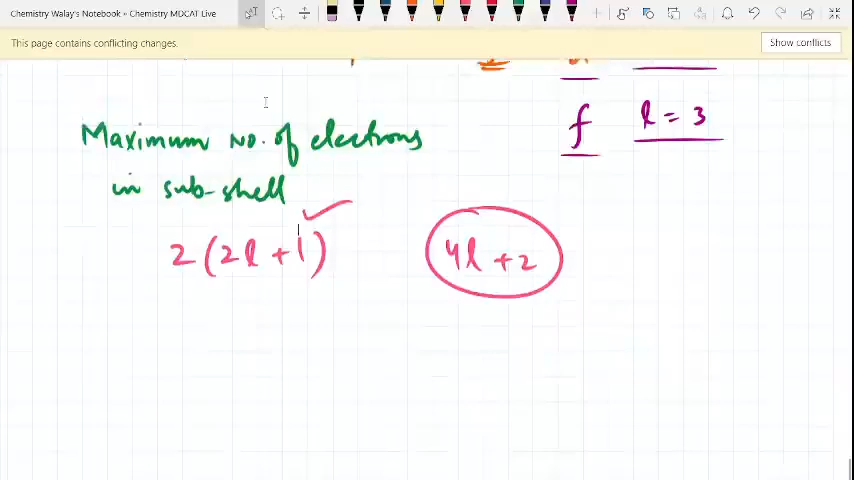 Chemistry Walay's Notebook » Chemistry MDCAT Live
This page contains conflicting changes.
Show conflicts
f l = 3
Maximum No. of electrons
in sub-shell
2 (2l + 1)
4l + 2